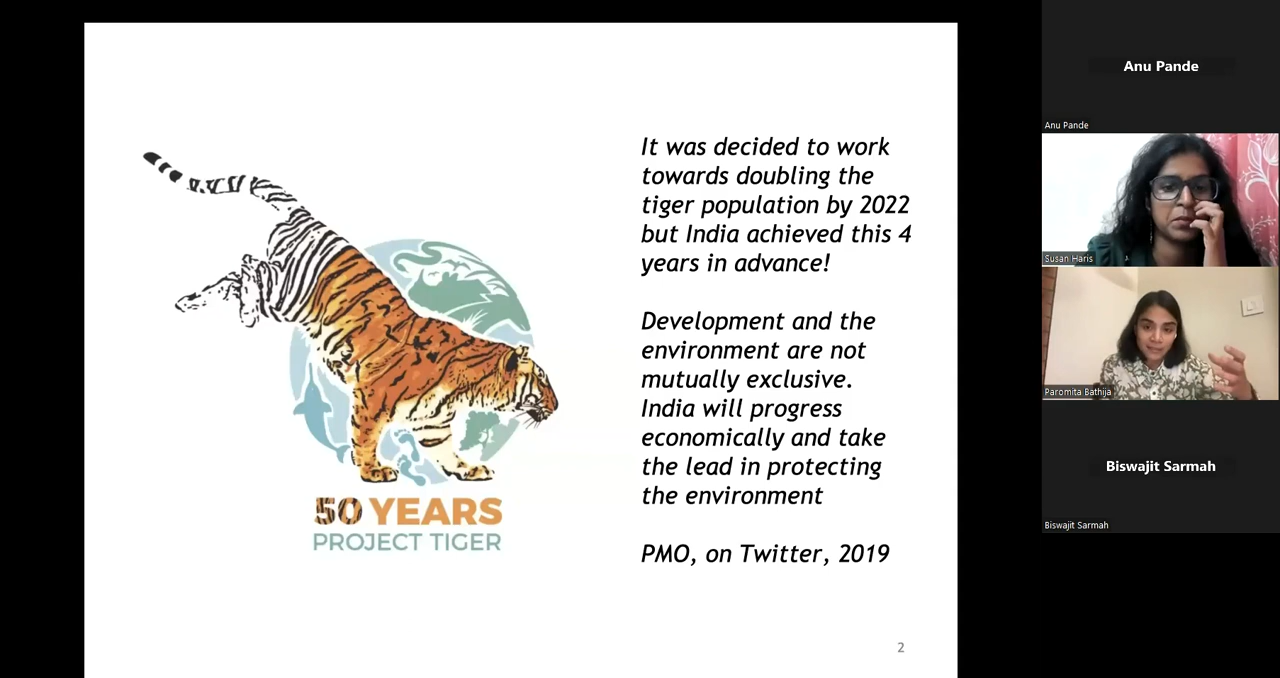 It was decided to work
towards doubling the
tiger population by 2022
but India achieved this 4
years in advance!
Development and the
environment are not
mutually exclusive.
India will progress
economically and take
the lead in protecting
the environment
PMO, on Twitter, 2019
50 YEARS
PROJECT TIGER
2
Anu Pande
Anu Pande
Susan Haris
Paromita Bathija
Biswajit Sarmah
Biswajit Sarmah